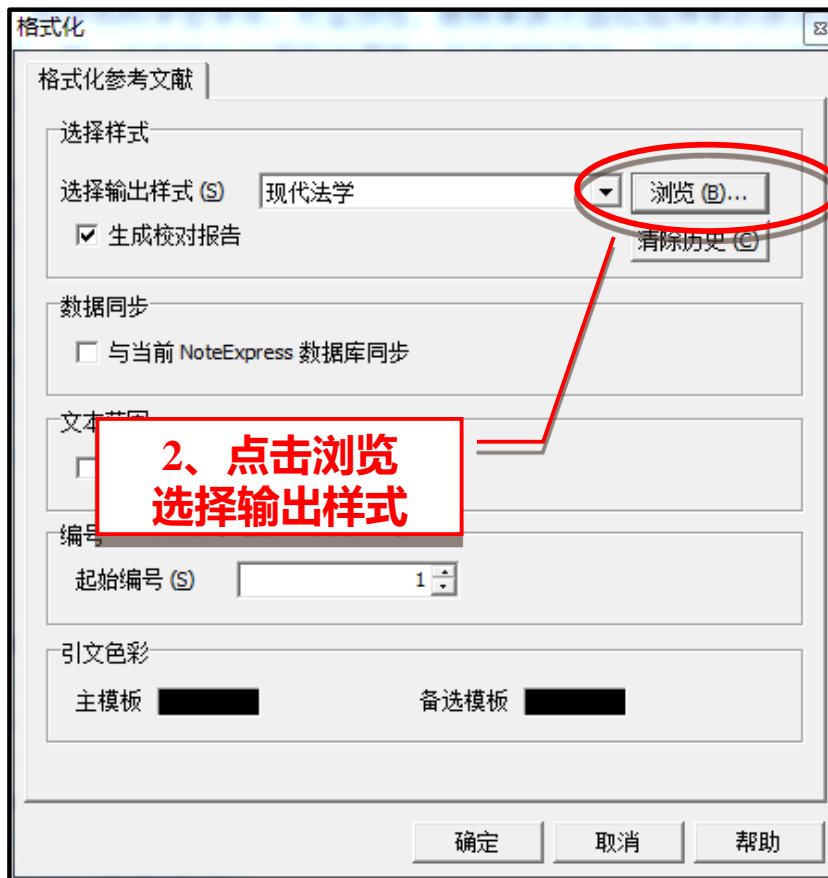 格式化
格式化参考文献
选择样式
选择输出样式(S) 现代法学 浏览(B)...
生成校对报告 清除历史(C)
数据同步
与当前 NoteExpress 数据库同步
2、点击浏览
选择输出样式
编号
起始编号(S) 1
引文色彩
主模板 备选模板
确定 取消 帮助